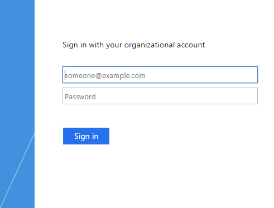 Sign in with your organizational account
someone@example.com
Password
Sign in